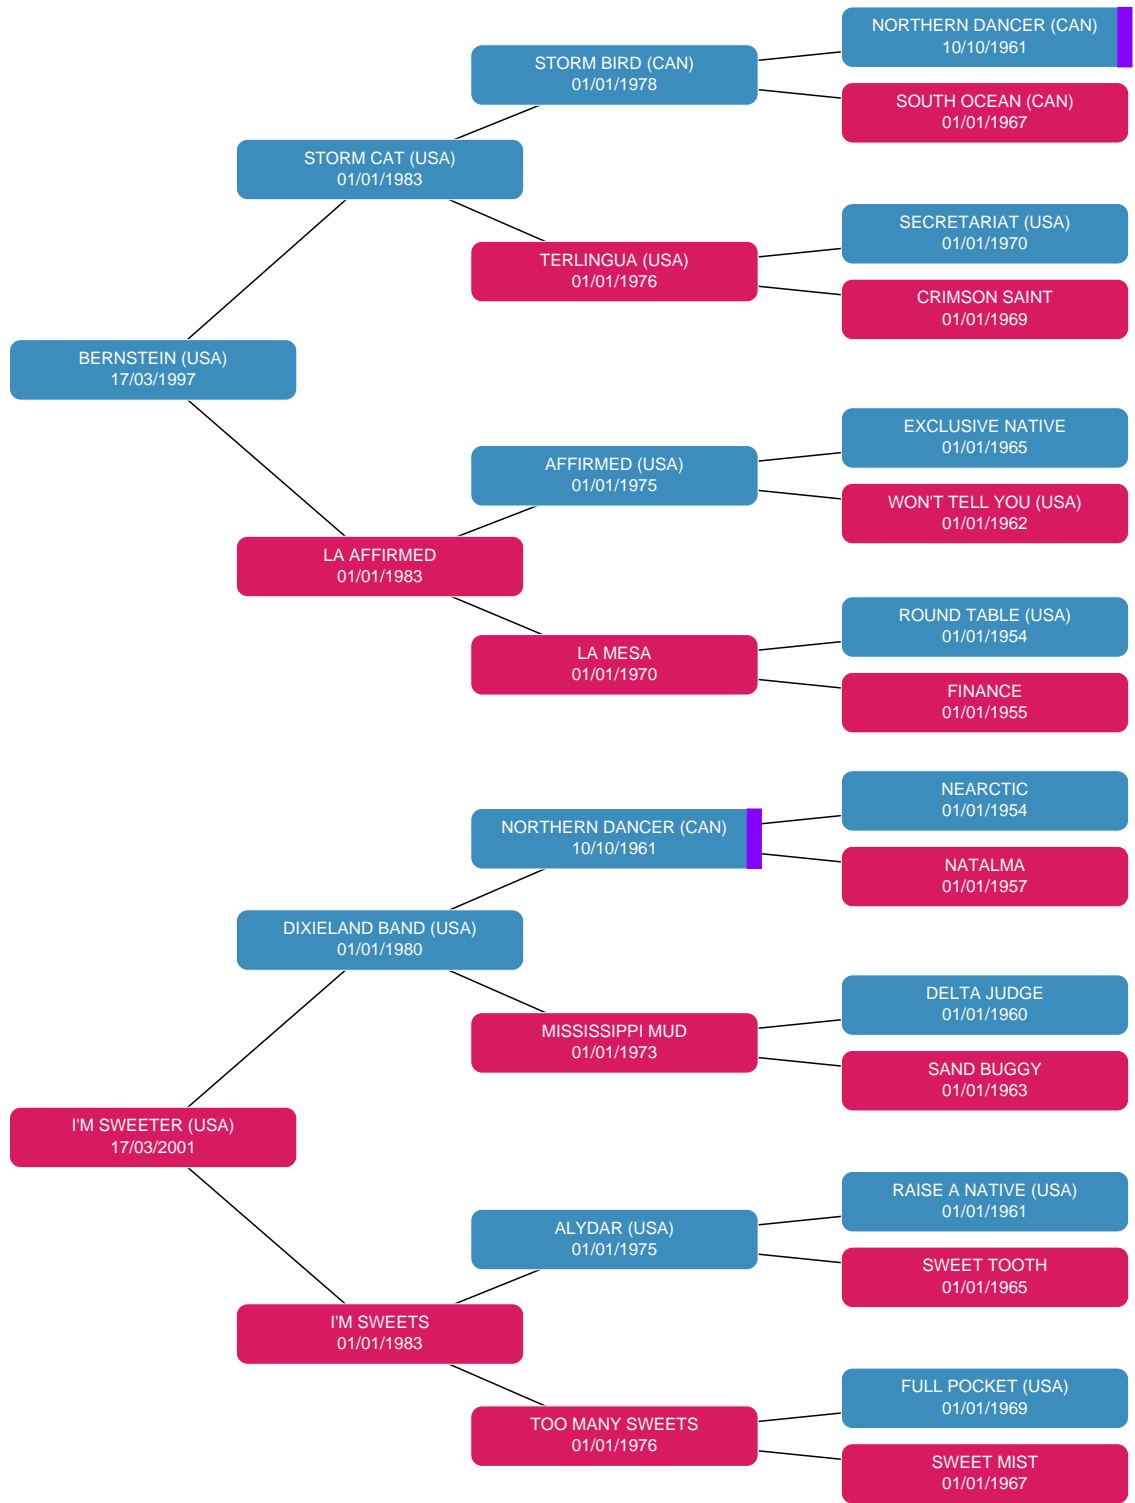 NORTHERN DANCER (CAN)
10/10/1961
STORM BIRD (CAN)
01/01/1978
SOUTH OCEAN (CAN)
01/01/1967
STORM CAT (USA)
01/01/1983
SECRETARIAT (USA)
01/01/1970
TERLINGUA (USA)
01/01/1976
CRIMSON SAINT
01/01/1969
BERNSTEIN (USA)
17/03/1997
EXCLUSIVE NATIVE
01/01/1965
AFFIRMED (USA)
01/01/1975
WON'T TELL YOU (USA)
01/01/1962
LA AFFIRMED
01/01/1983
ROUND TABLE (USA)
01/01/1954
LA MESA
01/01/1970
FINANCE
01/01/1955
NEARCTIC
01/01/1954
NORTHERN DANCER (CAN)
10/10/1961
NATALMA
01/01/1957
DIXIELAND BAND (USA)
01/01/1980
DELTA JUDGE
01/01/1960
MISSISSIPPI MUD
01/01/1973
SAND BUGGY
01/01/1963
I'M SWEETER (USA)
17/03/2001
RAISE A NATIVE (USA)
01/01/1961
ALYDAR (USA)
01/01/1975
SWEET TOOTH
01/01/1965
I'M SWEETS
01/01/1983
FULL POCKET (USA)
01/01/1969
TOO MANY SWEETS
01/01/1976
SWEET MIST
01/01/1967